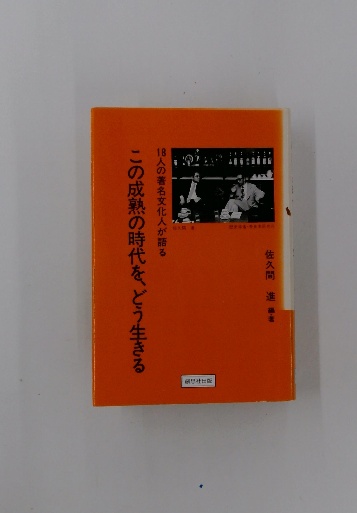 18人の著名文化人が語る
この成熟の時代を、どう生きる
佐久間 進 編・著